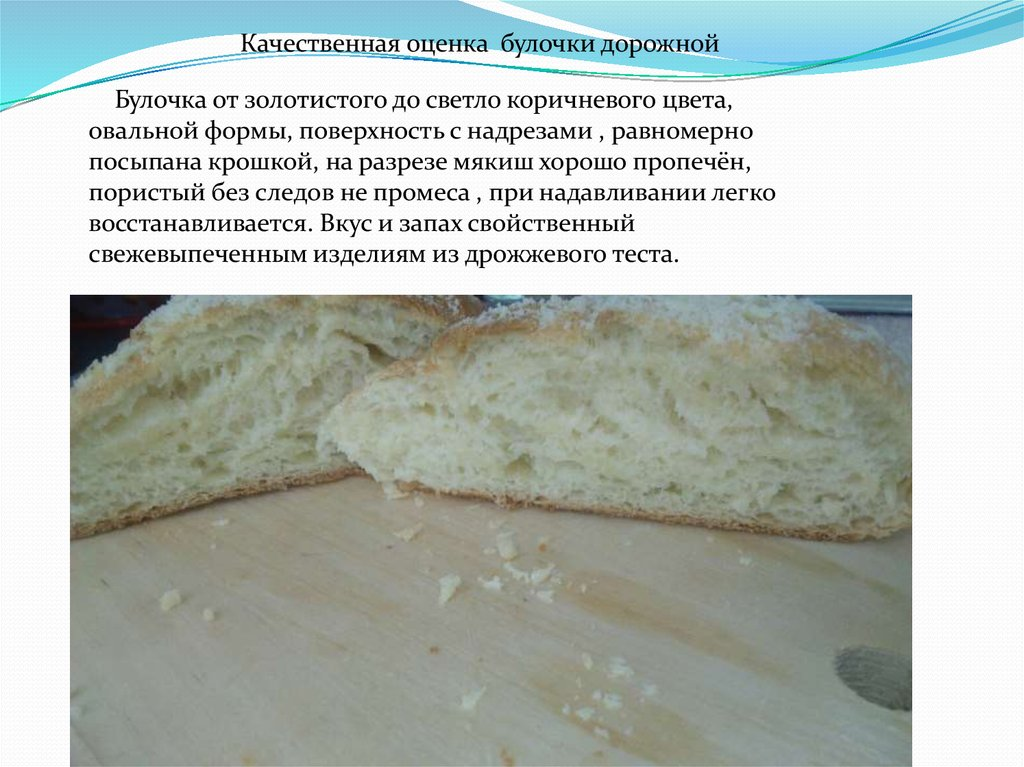 Качественная оценка  булочки дорожной
Булочка от золотистого до светло коричневого цвета,
овальной формы, поверхность с надрезами , равномерно
посыпана крошкой, на разрезе мякиш хорошо пропечён,
пористый без следов не промеса , при надавливании легко
восстанавливается. Вкус и запах свойственный
свежевыпеченным изделиям из дрожжевого теста.